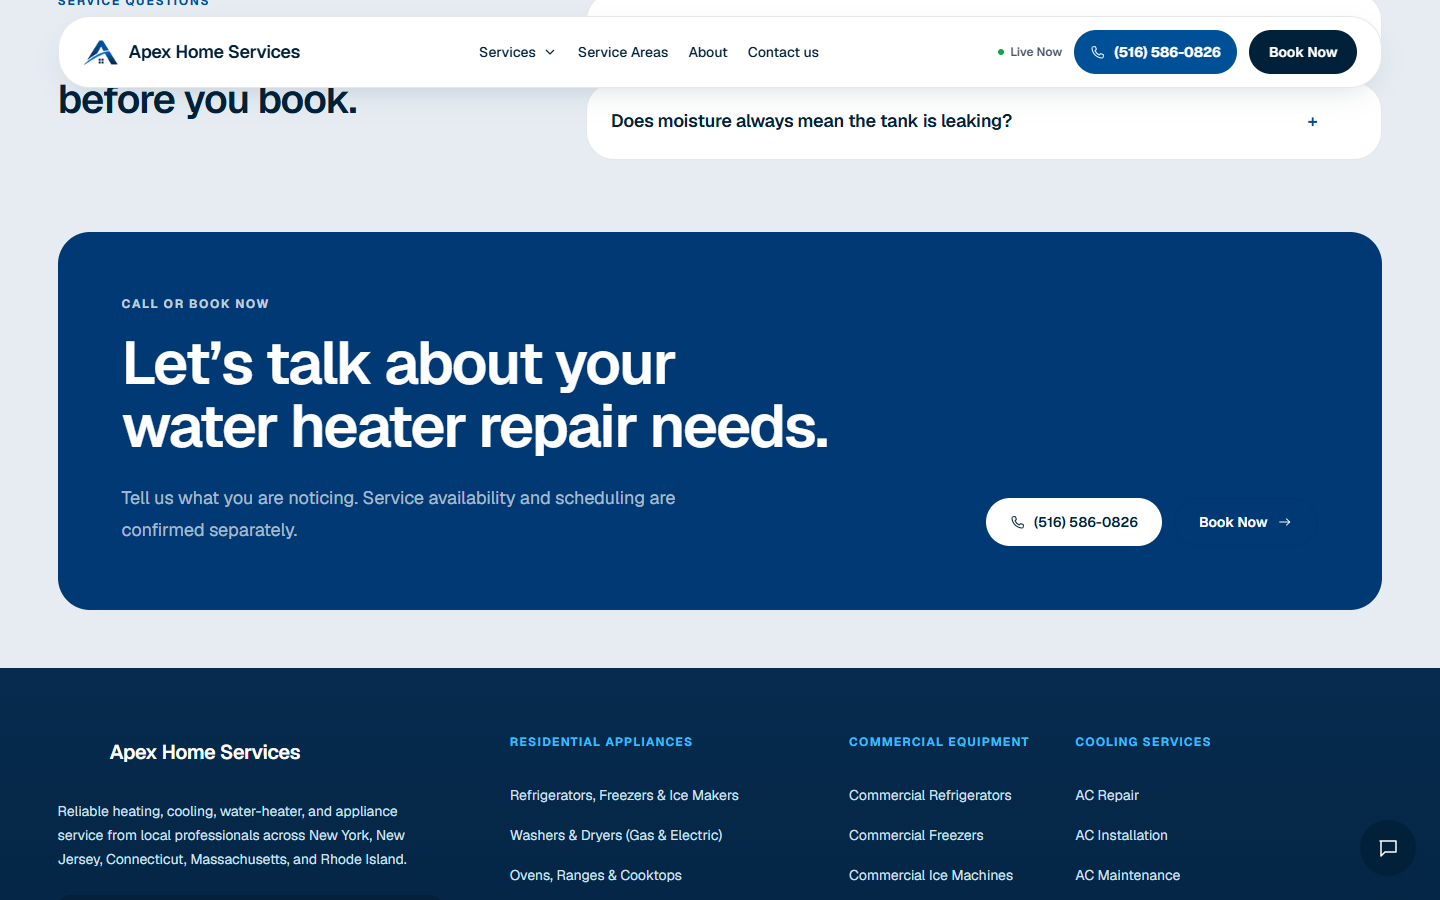 SERVICE QUESTIONS
Apex Home Services
Services
Service Areas
About
Contact us
Live Now
(516) 586-0826
Book Now
before you book.
Does moisture always mean the tank is leaking?
+
CALL OR BOOK NOW
Let’s talk about your
water heater repair needs.
Tell us what you are noticing. Service availability and scheduling are
confirmed separately.
(516) 586-0826
Book Now →
Apex Home Services
Reliable heating, cooling, water-heater, and appliance
service from local professionals across New York, New
Jersey, Connecticut, Massachusetts, and Rhode Island.
RESIDENTIAL APPLIANCES
Refrigerators, Freezers & Ice Makers
Washers & Dryers (Gas & Electric)
Ovens, Ranges & Cooktops
COMMERCIAL EQUIPMENT
Commercial Refrigerators
Commercial Freezers
Commercial Ice Machines
COOLING SERVICES
AC Repair
AC Installation
AC Maintenance